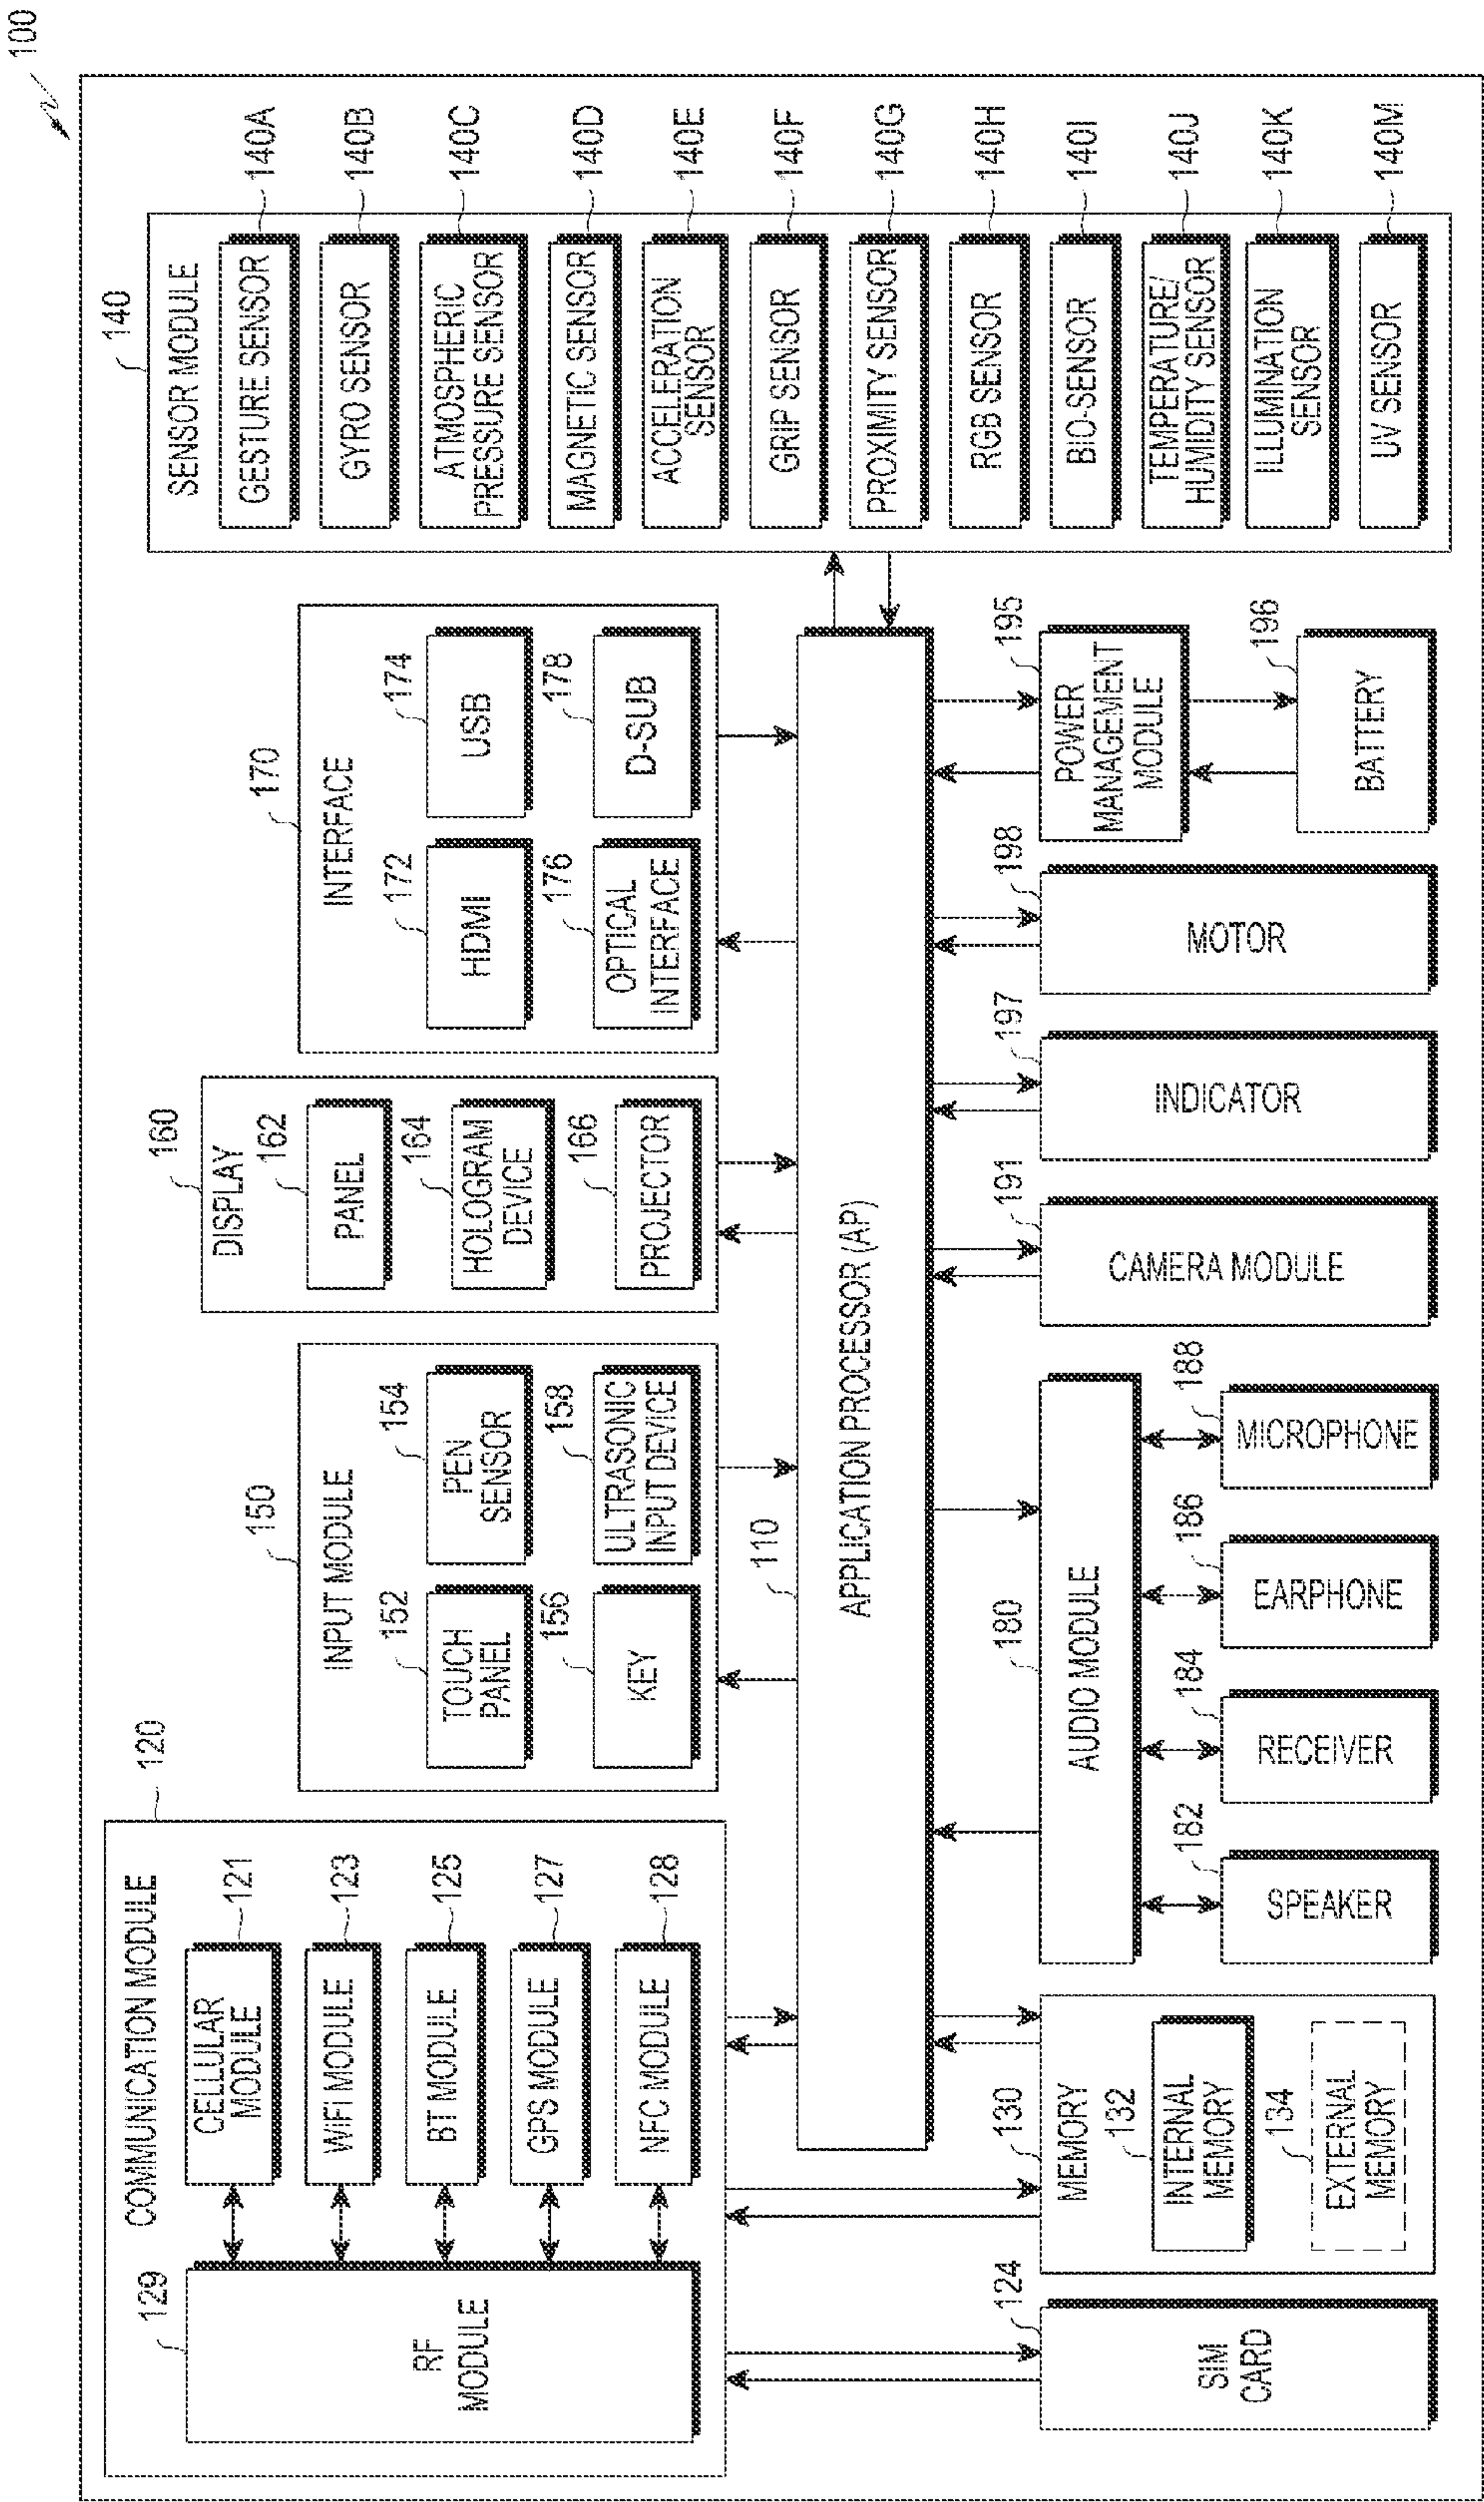 100
COMMUNICATION MODULE
120
129
RF
MODULE
CELLULAR
MODULE
121
WIFI MODULE
123
BT MODULE
125
GPS MODULE
127
NFC MODULE
128
150
INPUT MODULE
152
TOUCH
PANEL
154
PEN
SENSOR
156
KEY
158
ULTRASONIC
INPUT DEVICE
160
DISPLAY
162
PANEL
164
HOLOGRAM
DEVICE
166
PROJECTOR
170
INTERFACE
172
HDMI
174
USB
176
OPTICAL
INTERFACE
178
D-SUB
140
SENSOR MODULE
GESTURE SENSOR
140A
GYRO SENSOR
140B
ATMOSPHERIC
PRESSURE SENSOR
140C
MAGNETIC SENSOR
140D
ACCELERATION
SENSOR
140E
GRIP SENSOR
140F
PROXIMITY SENSOR
140G
RGB SENSOR
140H
BIO-SENSOR
140I
TEMPERATURE/
HUMIDITY SENSOR
140J
ILLUMINATION
SENSOR
140K
UV SENSOR
140M
110
APPLICATION PROCESSOR (AP)
124
SIM
CARD
130
MEMORY
132
INTERNAL
MEMORY
134
EXTERNAL
MEMORY
180
AUDIO MODULE
182
SPEAKER
184
RECEIVER
186
EARPHONE
188
MICROPHONE
191
CAMERA MODULE
197
INDICATOR
198
MOTOR
195
POWER
MANAGEMENT
MODULE
196
BATTERY